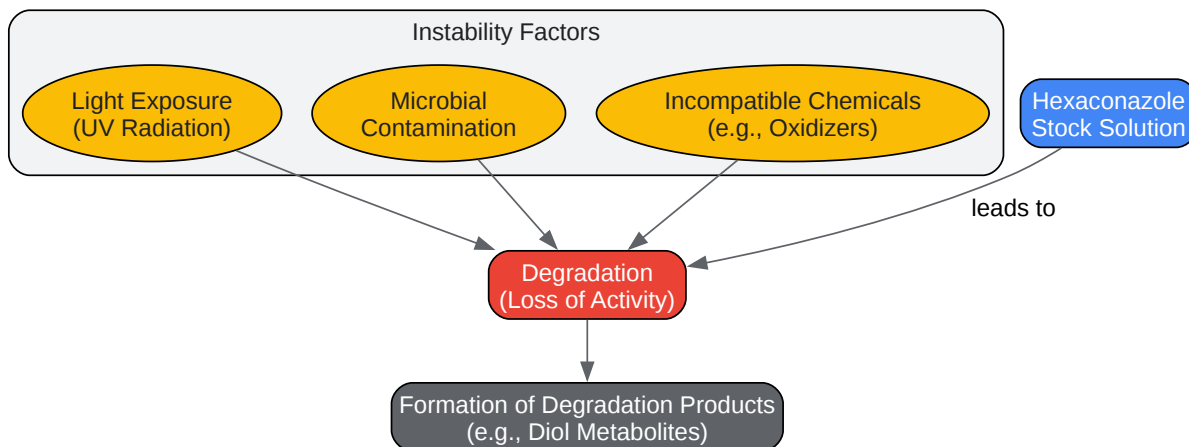 Instability Factors
Light Exposure
(UV Radiation)
Microbial
Contamination
Incompatible Chemicals
(e.g., Oxidizers)
Hexaconazole
Stock Solution
leads to
Degradation
(Loss of Activity)
Formation of Degradation Products
(e.g., Diol Metabolites)